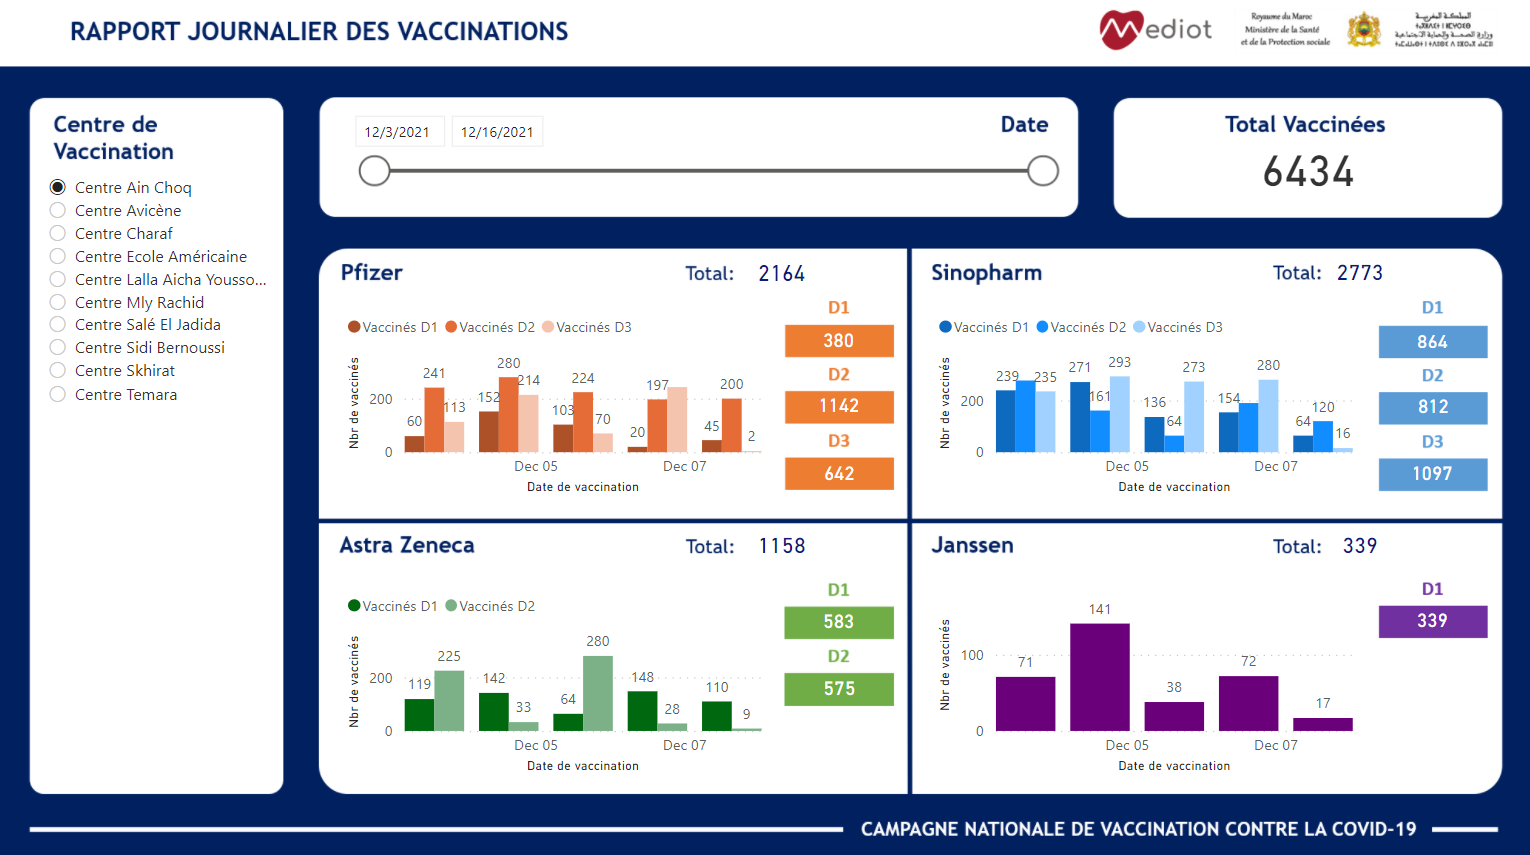 RAPPORT JOURNALIER DES VACCINATIONS
Mediot
Royaume du Maroc
Ministère de la Santé
et de la Protection sociale
المملكة المغربية
وزارة الصحة والحماية الاجتماعية
Centre de
Vaccination
Centre Ain Choq
Centre Avicène
Centre Charaf
Centre Ecole Américaine
Centre Lalla Aicha Yousso...
Centre Mly Rachid
Centre Salé El Jadida
Centre Sidi Bernoussi
Centre Skhirat
Centre Temara
12/3/2021 12/16/2021 Date
Total Vaccinées
6434
Pfizer Total: 2164
Vaccinés D1 Vaccinés D2 Vaccinés D3
Nbr de vaccinés
200
0
60 241 113
152 280 214
103 224 70
20 197
45 200 2
Dec 05 Dec 07
Date de vaccination
D1
380
D2
1142
D3
642
Sinopharm Total: 2773
Vaccinés D1 Vaccinés D2 Vaccinés D3
Nbr de vaccinés
200
0
239 235
271 161 293
136 64 273
154 280
64 120 16
Dec 05 Dec 07
Date de vaccination
D1
864
D2
812
D3
1097
Astra Zeneca Total: 1158
Vaccinés D1 Vaccinés D2
Nbr de vaccinés
200
0
119 225
142 33
64 280
148 28
110 9
Dec 05 Dec 07
Date de vaccination
D1
583
D2
575
Janssen Total: 339
Nbr de vaccinés
100
0
71 141 38 72 17
Dec 05 Dec 07
Date de vaccination
D1
339
CAMPAGNE NATIONALE DE VACCINATION CONTRE LA COVID-19